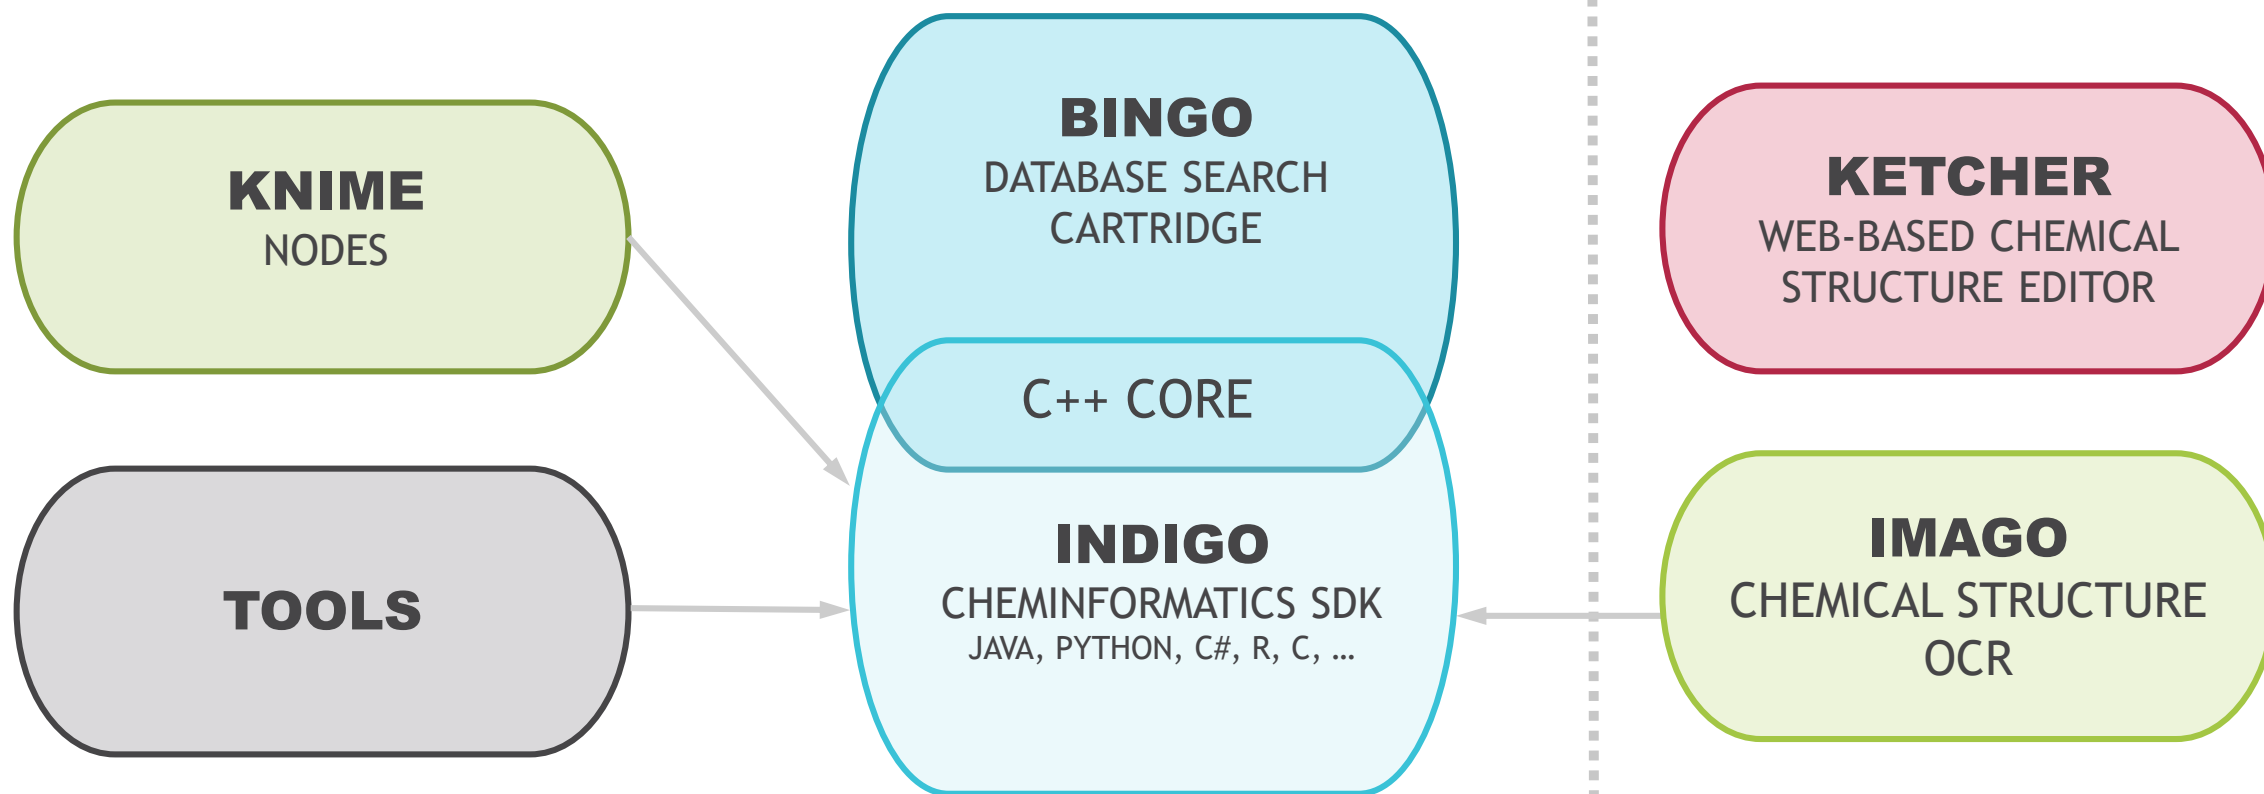 KNIME
NODES
TOOLS
BINGO
DATABASE SEARCH
CARTRIDGE
C++ CORE
INDIGO
CHEMINFORMATICS SDK
JAVA, PYTHON, C#, R, C, …
KETCHER
WEB-BASED CHEMICAL
STRUCTURE EDITOR
IMAGO
CHEMICAL STRUCTURE
OCR